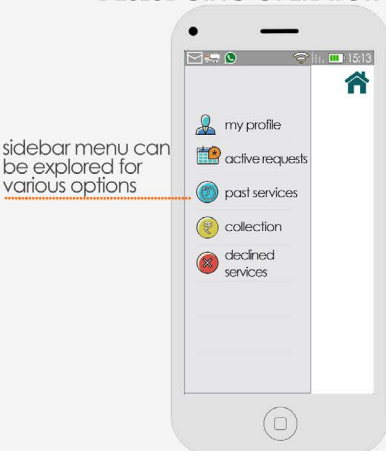 15:13
my profile
active requests
sidebar menu can
be explored for
various options
past services
collection
declined
services